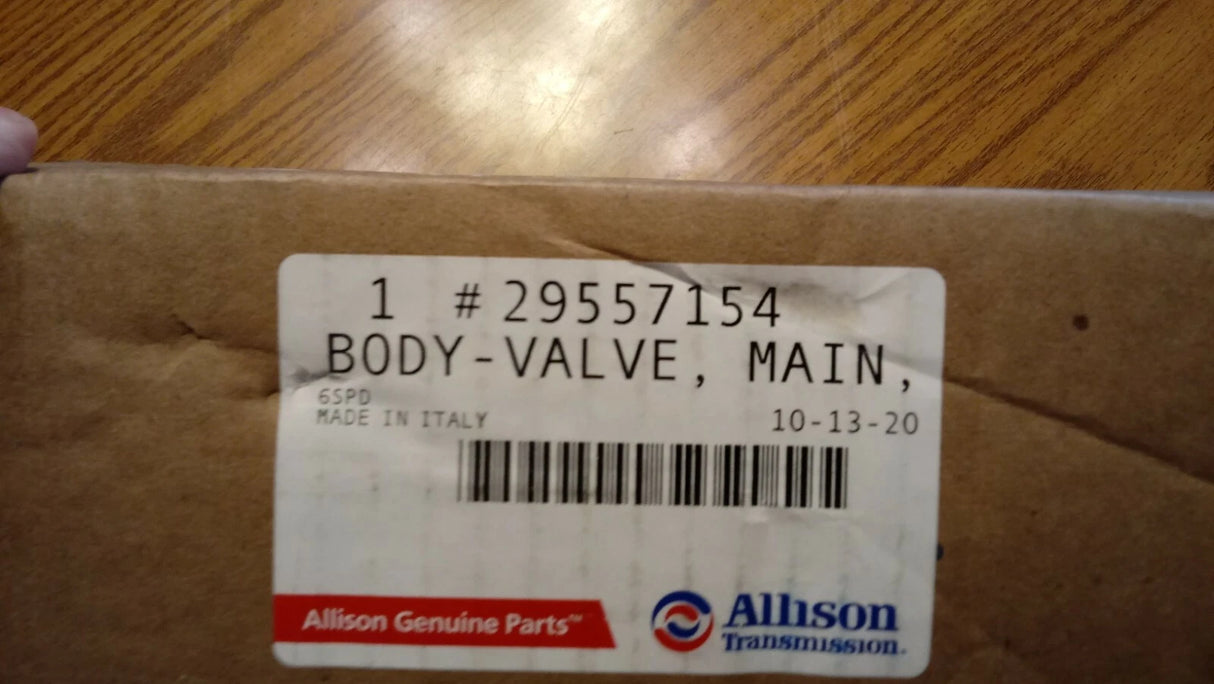 1 #29557154
BODY-VALVE, MAIN,
6SPD
MADE IN ITALY 10-13-20
Allison Genuine Parts™
Allison
Transmission.